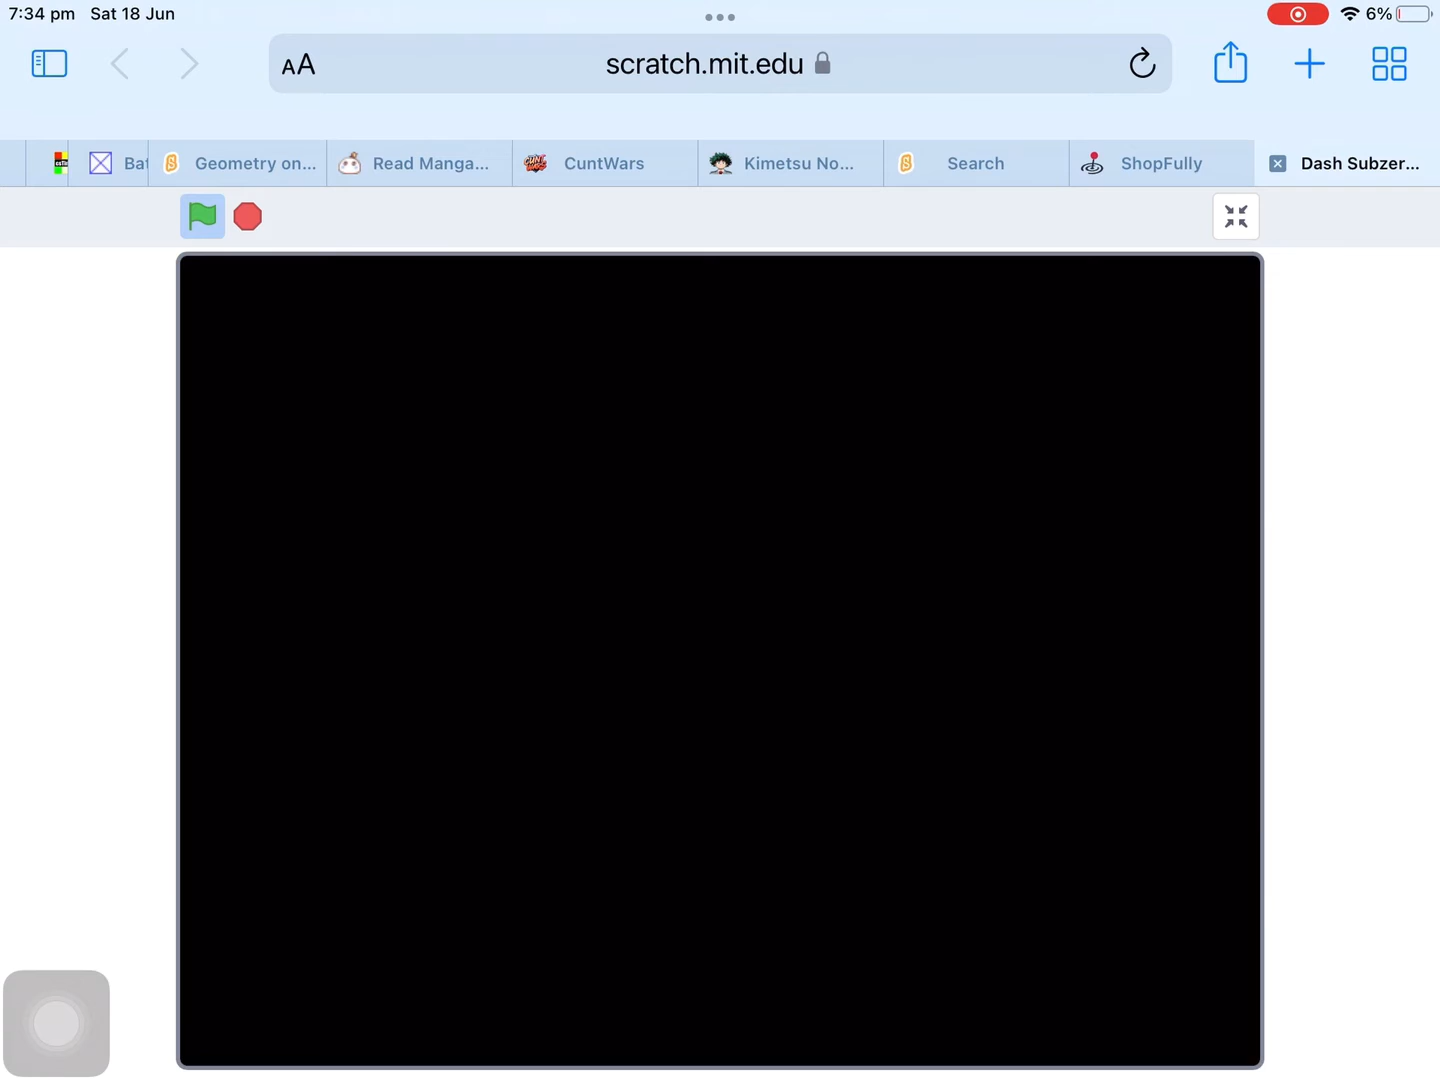 7:34 pm Sat 18 Jun 6%
AA scratch.mit.edu
Bat Geometry on... Read Manga... CuntWars Kimetsu No... Search ShopFully Dash Subzer...